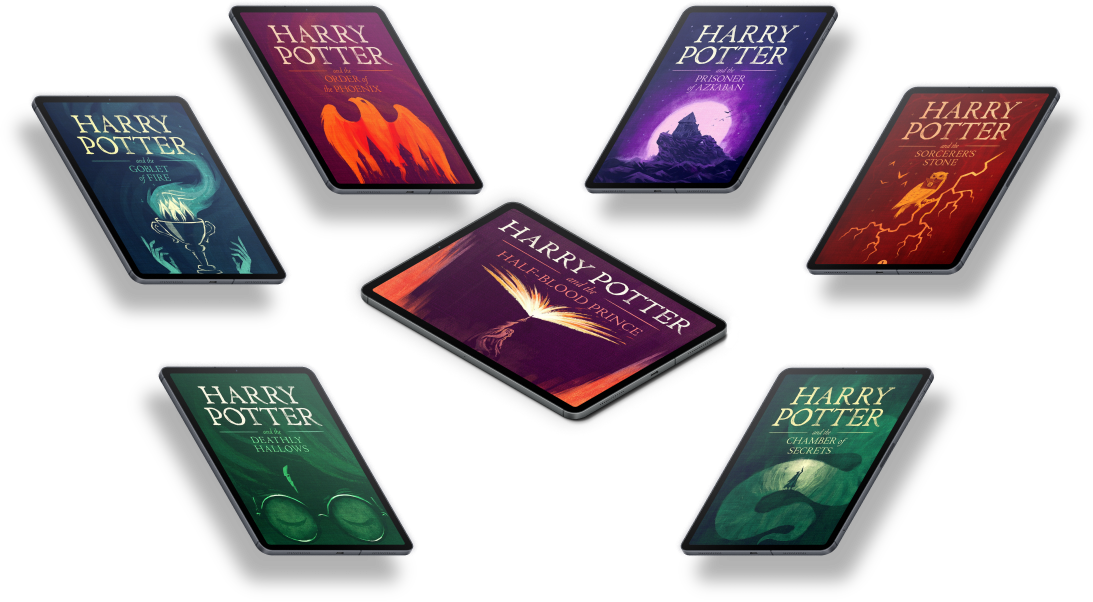 HARRY
POTTER
and the
ORDER of
the PHOENIX
HARRY
POTTER
and the
PRISONER
of AZKABAN
HARRY
POTTER
and the
GOBLET
of FIRE
HARRY
POTTER
and the
SORCERER'S
STONE
HARRY POTTER
and the
HALF-BLOOD PRINCE
HARRY
POTTER
and the
DEATHLY
HALLOWS
HARRY
POTTER
and the
CHAMBER of
SECRETS